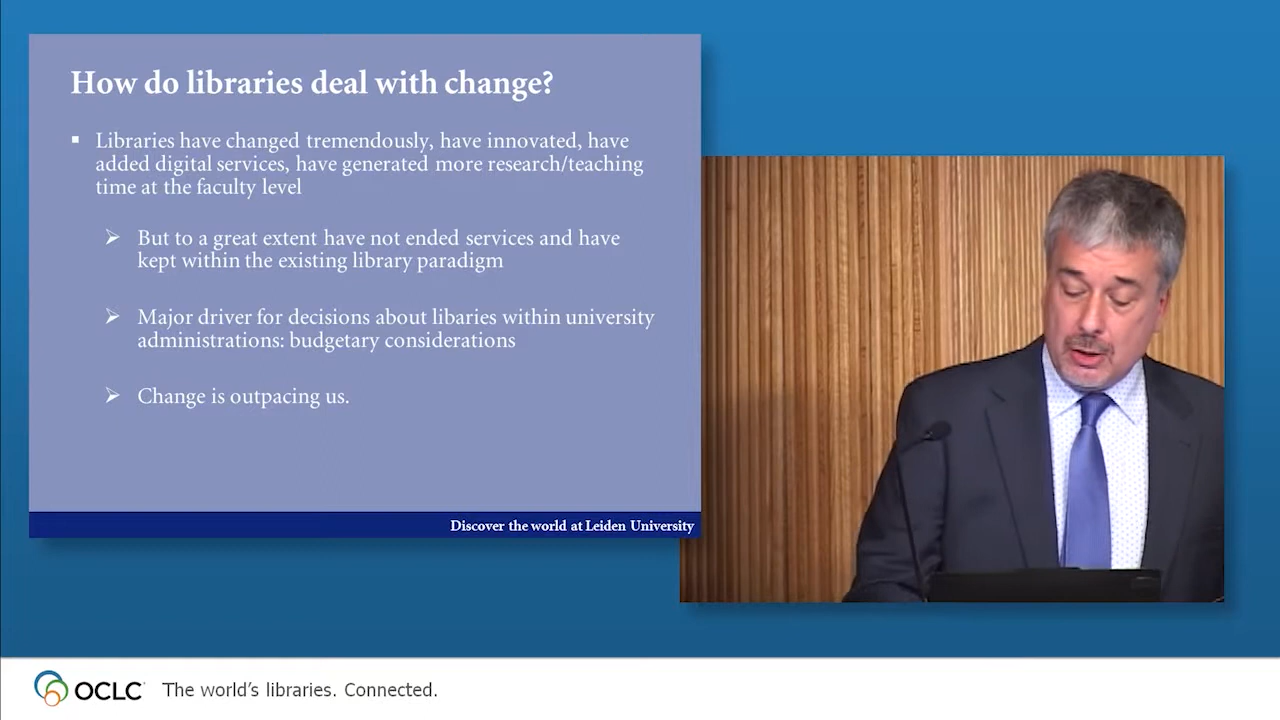 How do libraries deal with change?
▪ Libraries have changed tremendously, have innovated, have
added digital services, have generated more research/teaching
time at the faculty level
➢ But to a great extent have not ended services and have
kept within the existing library paradigm
➢ Major driver for decisions about libaries within university
administrations: budgetary considerations
➢ Change is outpacing us.
Discover the world at Leiden University
OCLC The world's libraries. Connected.